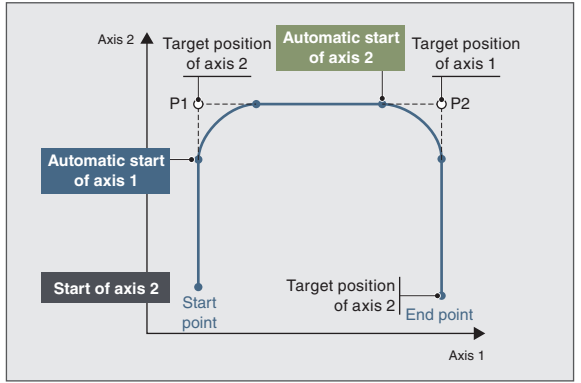 Axis 2
Target position
of axis 2
Automatic start
of axis 2
Target position
of axis 1
P1
P2
Automatic start
of axis 1
Start of axis 2
Start
point
Target position
of axis 2
End point
Axis 1